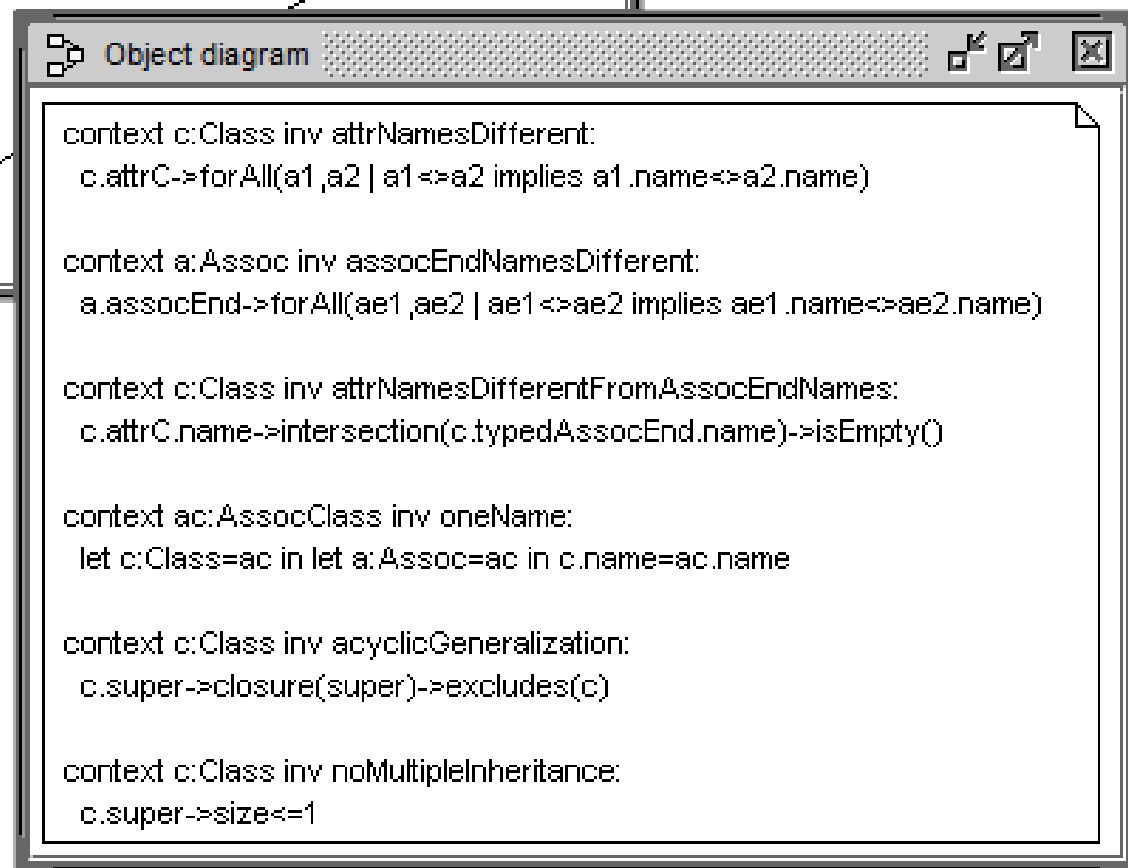 Object diagram
context c:Class inv attrNamesDifferent:
c.attrC->forAll(a1,a2 | a1<>a2 implies a1.name<>a2.name)
context a:Assoc inv assocEndNamesDifferent:
a.assocEnd->forAll(ae1,ae2 | ae1<>ae2 implies ae1.name<>ae2.name)
context c:Class inv attrNamesDifferentFromAssocEndNames:
c.attrC.name->intersection(c.typedAssocEnd.name)->isEmpty()
context ac:AssocClass inv oneName:
let c:Class=ac in let a:Assoc=ac in c.name=ac.name
context c:Class inv acyclicGeneralization:
c.super->closure(super)->excludes(c)
context c:Class inv noMultipleInheritance:
c.super->size<=1